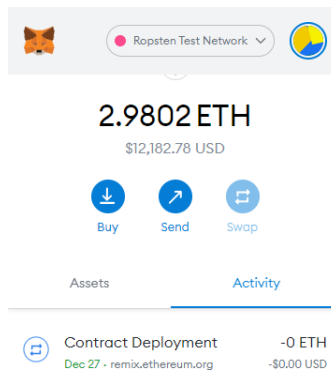 Ropsten Test Network
2.9802 ETH
$12,182.78 USD
Buy Send Swap
Assets Activity
Contract Deployment -0 ETH
Dec 27 · remix.ethereum.org -$0.00 USD